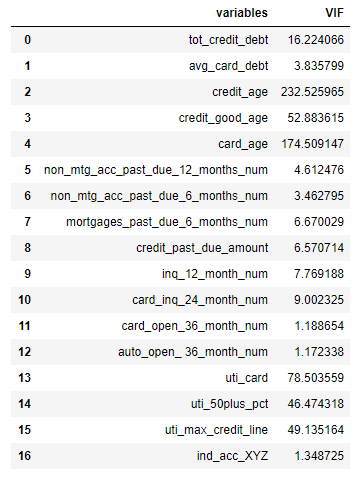 variables VIF
0 tot_credit_debt 16.224066
1 avg_card_debt 3.835799
2 credit_age 232.525965
3 credit_good_age 52.883615
4 card_age 174.509147
5 non_mtg_acc_past_due_12_months_num 4.612476
6 non_mtg_acc_past_due_6_months_num 3.462795
7 mortgages_past_due_6_months_num 6.670029
8 credit_past_due_amount 6.570714
9 inq_12_month_num 7.769188
10 card_inq_24_month_num 9.002325
11 card_open_36_month_num 1.188654
12 auto_open_ 36_month_num 1.172338
13 uti_card 78.503559
14 uti_50plus_pct 46.474318
15 uti_max_credit_line 49.135164
16 ind_acc_XYZ 1.348725